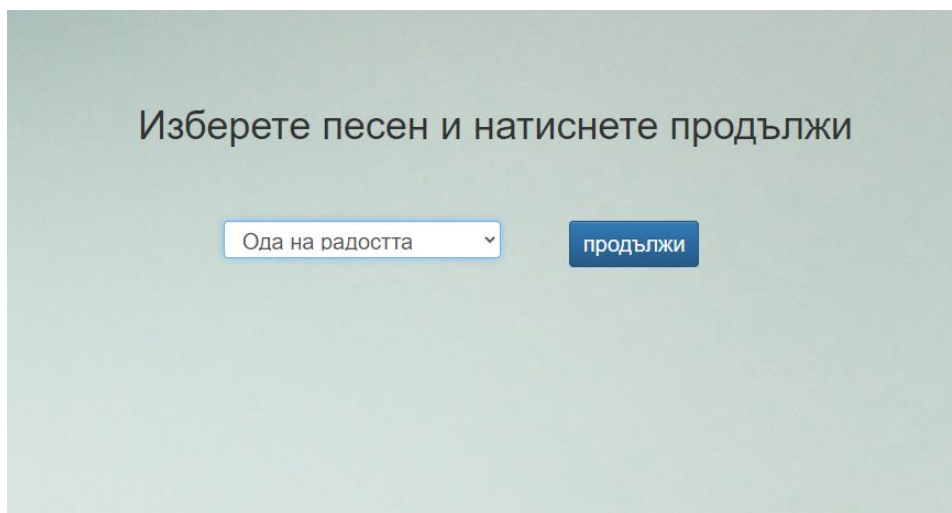 Изберете песен и натиснете продължи
Ода на радостта
продължи